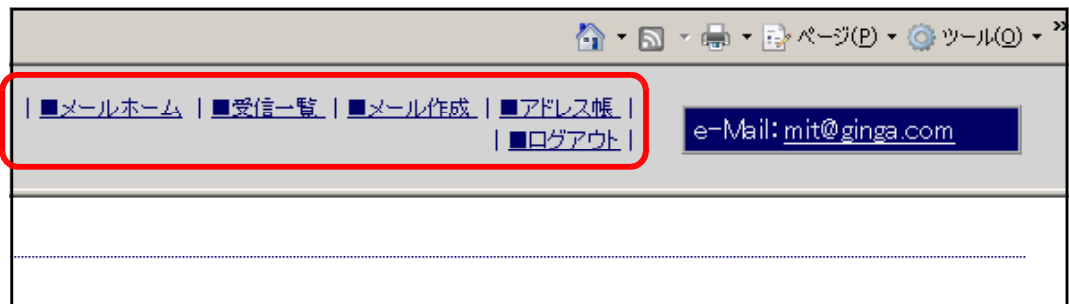 ページ(P) ツール(O) »
| ■メールホーム | ■受信一覧 | ■メール作成 | ■アドレス帳 |
| ■ログアウト |
e-Mail: mit@ginga.com